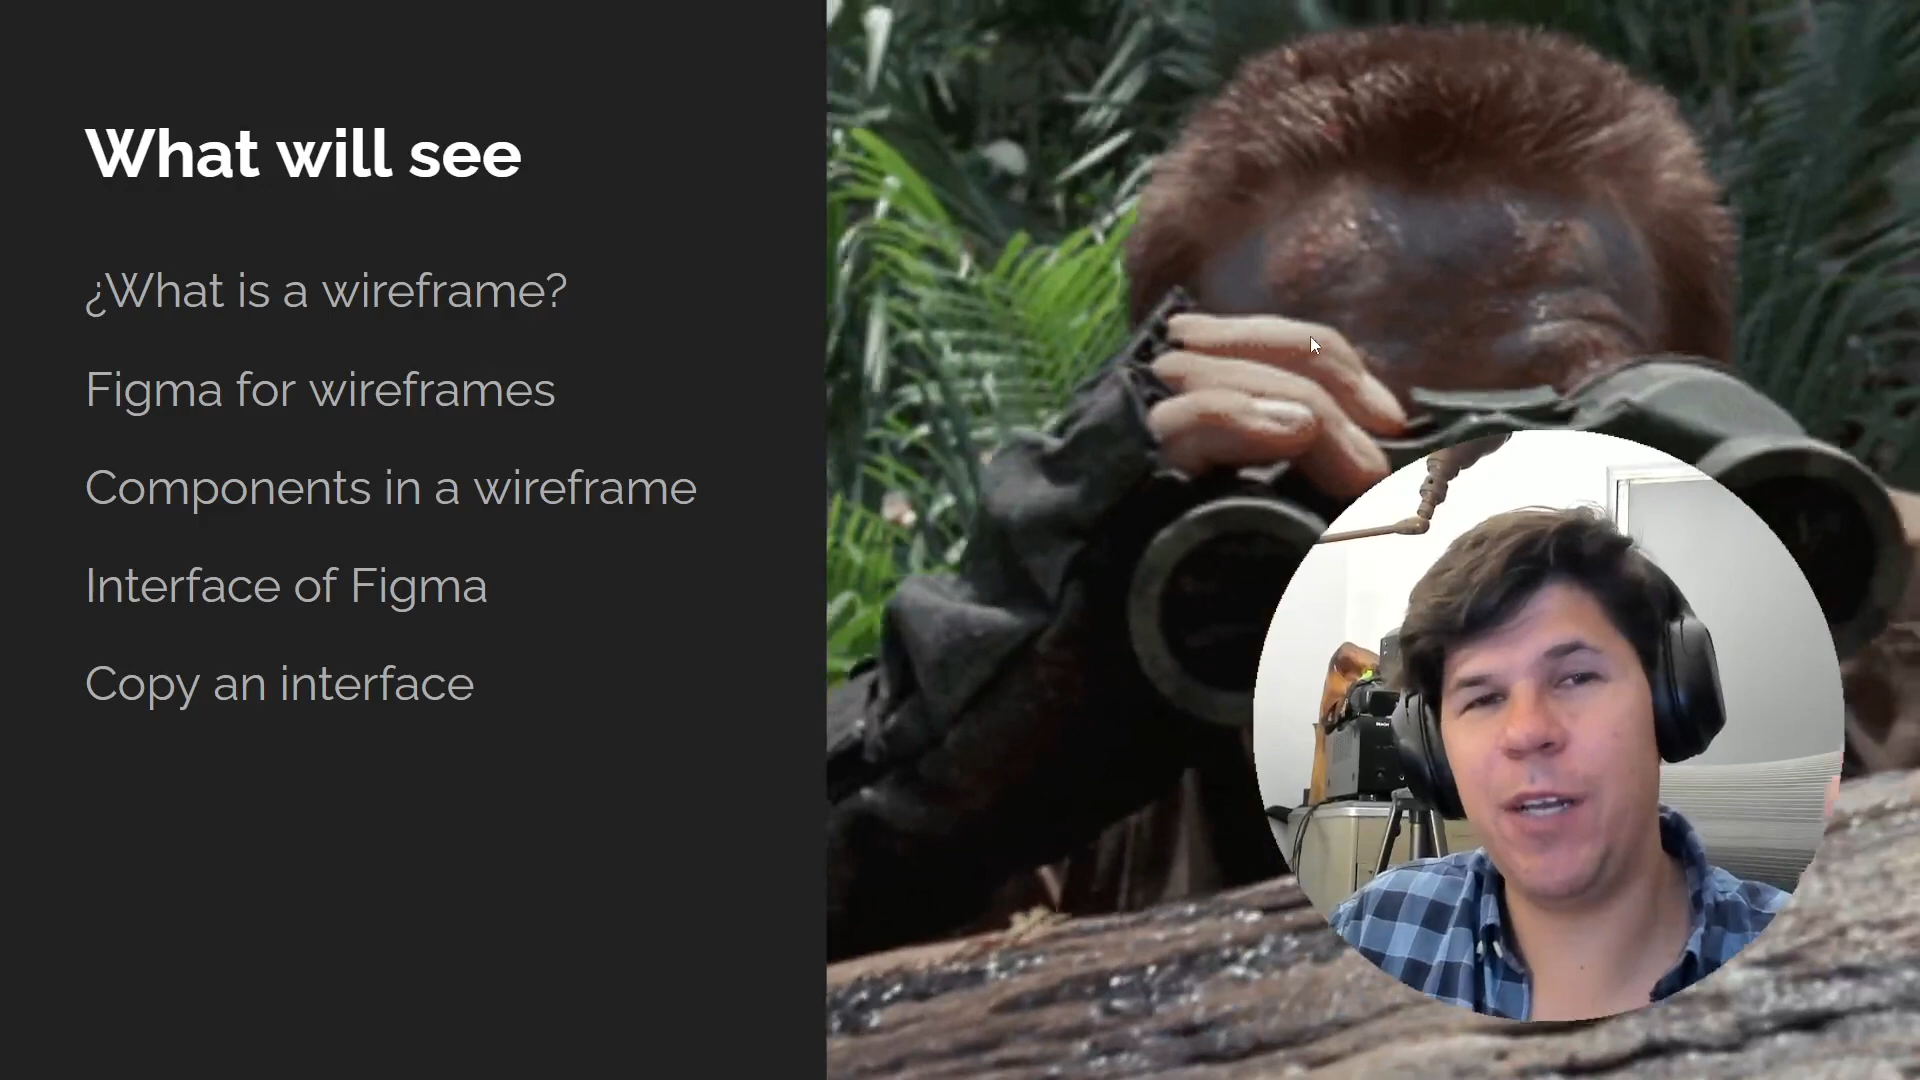 What will see
¿What is a wireframe?
Figma for wireframes
Components in a wireframe
Interface of Figma
Copy an interface